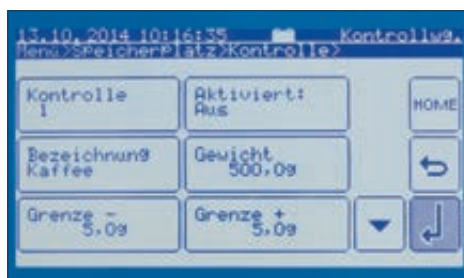 13.10.2014 10:16:35 Kontrollwg.
Menü>Speicherplatz>Kontrolle>
Kontrolle
1
Aktiviert:
Aus
HOME
Bezeichnung
Kaffee
Gewicht
500,0g
Grenze -
5,0g
Grenze +
5,0g